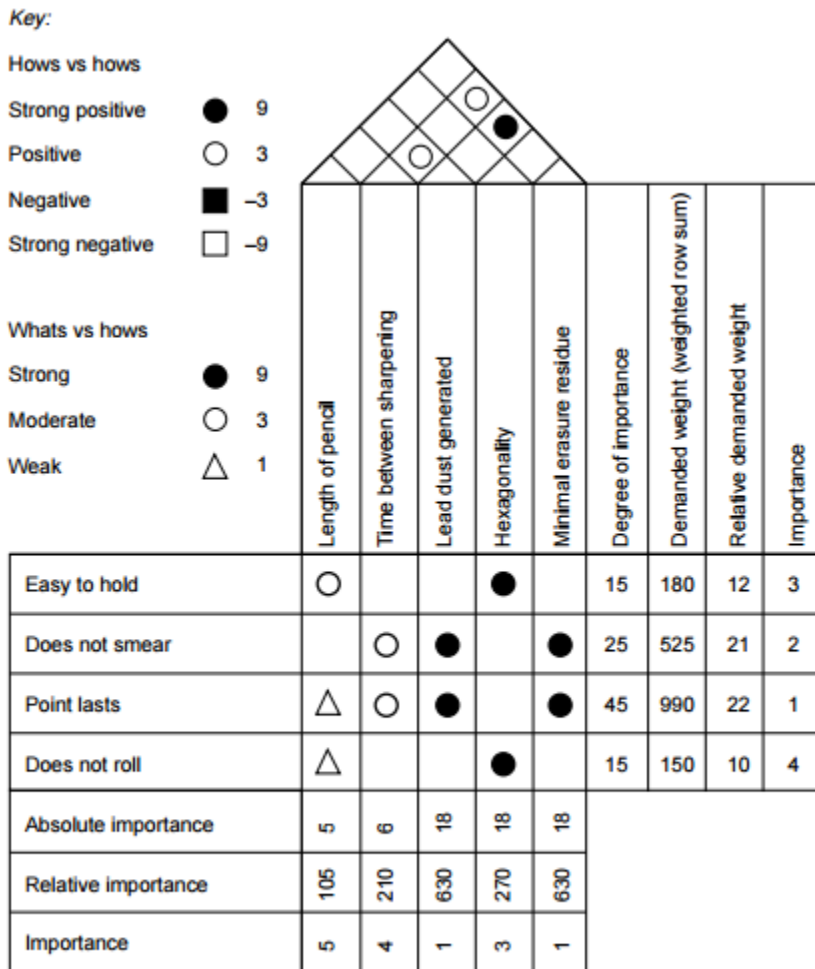 Key:
Hows vs hows
Strong positive 9
Positive 3
Negative –3
Strong negative –9
Whats vs hows
Strong 9
Moderate 3
Weak 1
Length of pencil
Time between sharpening
Lead dust generated
Hexagonality
Minimal erasure residue
Degree of importance
Demanded weight (weighted row sum)
Relative demanded weight
Importance
Easy to hold 15 180 12 3
Does not smear 25 525 21 2
Point lasts 45 990 22 1
Does not roll 15 150 10 4
Absolute importance 5 6 18 18 18
Relative importance 105 210 630 270 630
Importance 5 4 1 3 1